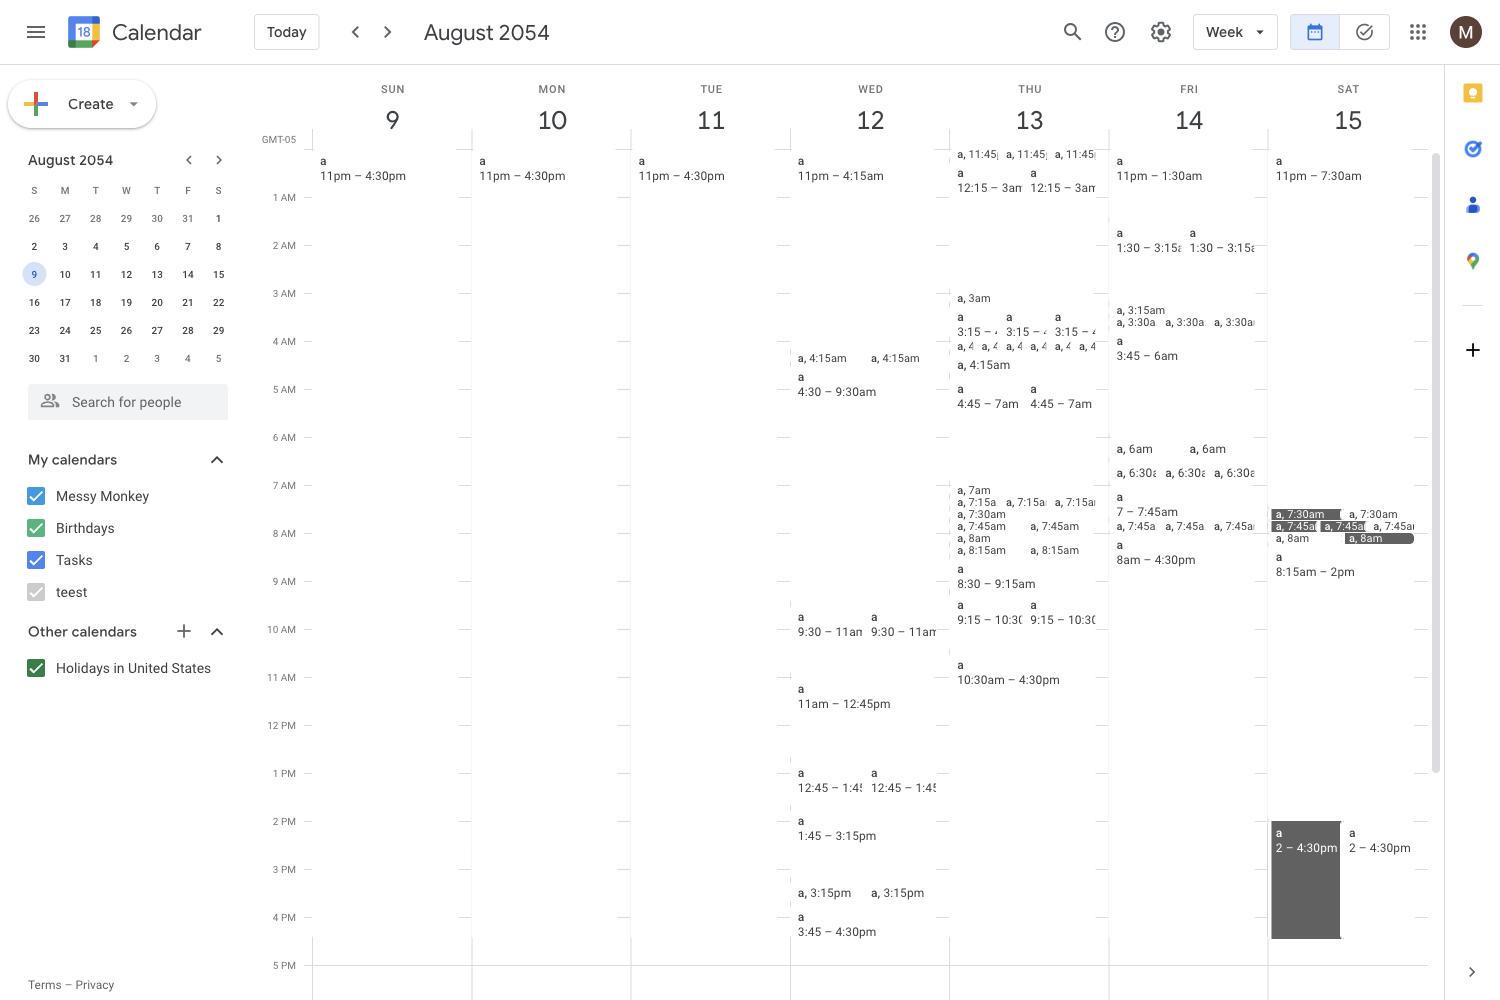 18 Calendar Today August 2054 Week M
Create
August 2054
S M T W T F S
26 27 28 29 30 31 1
2 3 4 5 6 7 8
9 10 11 12 13 14 15
16 17 18 19 20 21 22
23 24 25 26 27 28 29
30 31 1 2 3 4 5
Search for people
My calendars
Messy Monkey
Birthdays
Tasks
teest
Other calendars
Holidays in United States
Terms – Privacy
SUN MON TUE WED THU FRI SAT
9 10 11 12 13 14 15
GMT-05
1 AM
2 AM
3 AM
4 AM
5 AM
6 AM
7 AM
8 AM
9 AM
10 AM
11 AM
12 PM
1 PM
2 PM
3 PM
4 PM
5 PM
a
11pm – 4:30pm
a
11pm – 4:30pm
a
11pm – 4:30pm
a
11pm – 4:15am
a, 4:15am a, 4:15am
a
4:30 – 9:30am
a a
9:30 – 11am 9:30 – 11am
a
11am – 12:45pm
a a
12:45 – 1:45 12:45 – 1:45
a
1:45 – 3:15pm
a, 3:15pm a, 3:15pm
a
3:45 – 4:30pm
a, 11:45p a, 11:45p a, 11:45p
a a
12:15 – 3am 12:15 – 3am
a, 3am
a a a
3:15 – 3:15 – 3:15 –
a, 4 a, 4 a, 4 a, 4 a, 4 a, 4
a, 4:15am
a a
4:45 – 7am 4:45 – 7am
a, 7am
a, 7:15a a, 7:15a a, 7:15a
a, 7:30am
a, 7:45am a, 7:45am
a, 8am
a, 8:15am a, 8:15am
a
8:30 – 9:15am
a a
9:15 – 10:30 9:15 – 10:30
a
10:30am – 4:30pm
a
11pm – 1:30am
a a
1:30 – 3:15a 1:30 – 3:15a
a, 3:15am
a, 3:30a a, 3:30a a, 3:30a
a
3:45 – 6am
a, 6am a, 6am
a, 6:30a a, 6:30a a, 6:30a
a
7 – 7:45am
a, 7:45a a, 7:45a a, 7:45a
a
8am – 4:30pm
a
11pm – 7:30am
a, 7:30am a, 7:30am
a, 7:45a a, 7:45a a, 7:45a
a, 8am a, 8am
a
8:15am – 2pm
a a
2 – 4:30pm 2 – 4:30pm